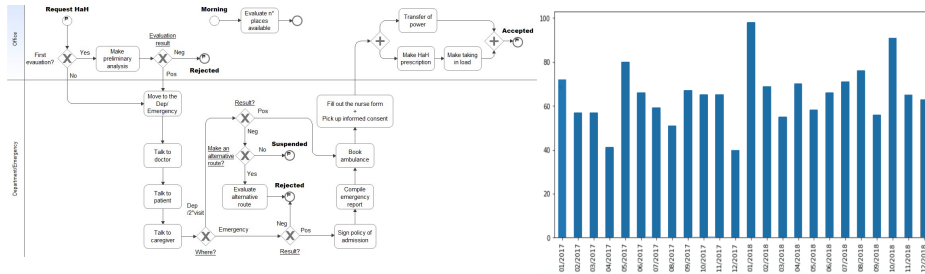 Office
Department/Emergency
Request HaH
First
evauation?
Yes
No
Make
preliminary
analysis
Evaluation
result
Neg
Rejected
Pos
Morning
Evaluate n°
places
available
Transfer of
power
Make HaH
prescription
Make taking
in load
Accepted
Move to the
Dep/
Emergency
Talk to
doctor
Talk to
patient
Talk to
caregiver
Dep
/2°visit
Where?
Emergency
Result?
Pos
Neg
Make an
alternative
route?
No
Suspended
Yes
Evaluate
alternative
route
Rejected
Neg
Pos
Result?
Sign policy of
admission
Compile
emergency
report
Book
ambulance
Fill out the nurse form
+
Pick up informed consent
100
80
60
40
20
0
01/2017
02/2017
03/2017
04/2017
05/2017
06/2017
07/2017
08/2017
09/2017
10/2017
11/2017
12/2017
01/2018
02/2018
03/2018
04/2018
05/2018
06/2018
07/2018
08/2018
09/2018
10/2018
11/2018
12/2018